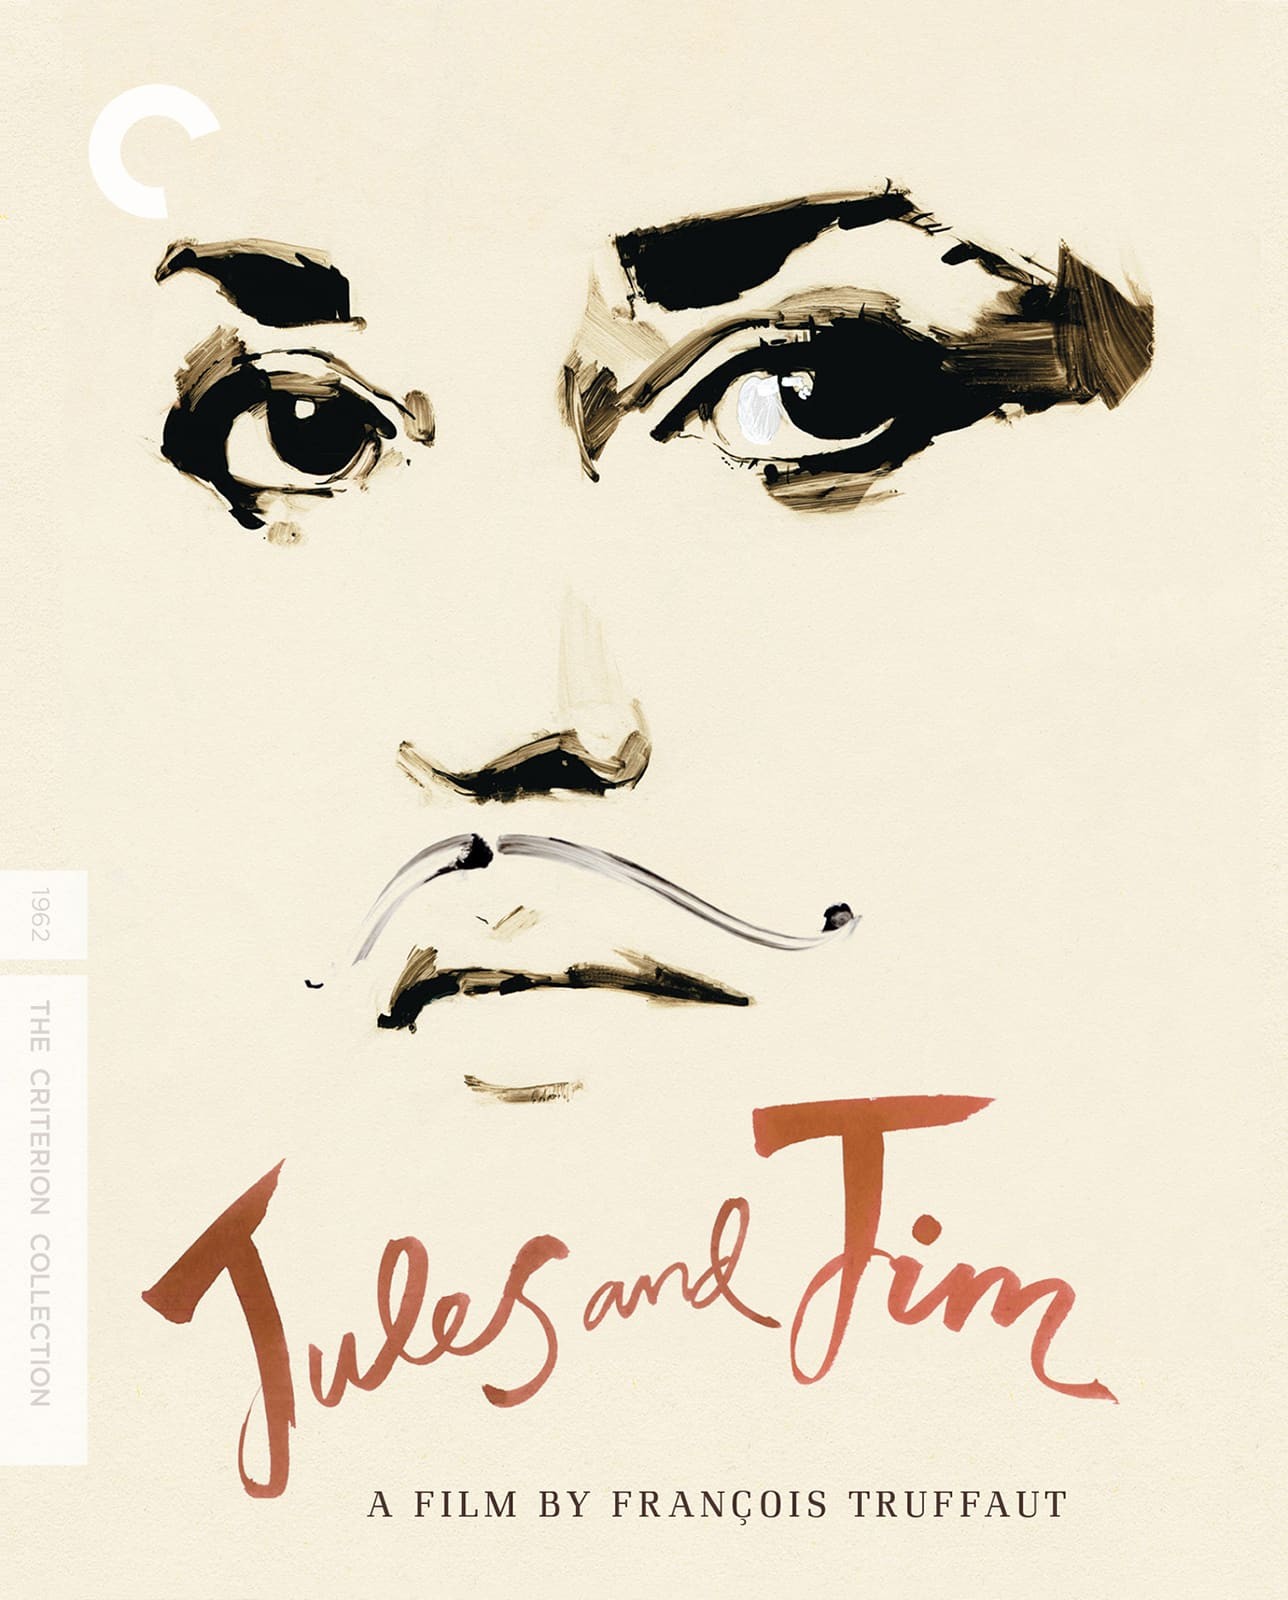 1962
THE CRITERION COLLECTION
Jules and Jim
A FILM BY FRANÇOIS TRUFFAUT